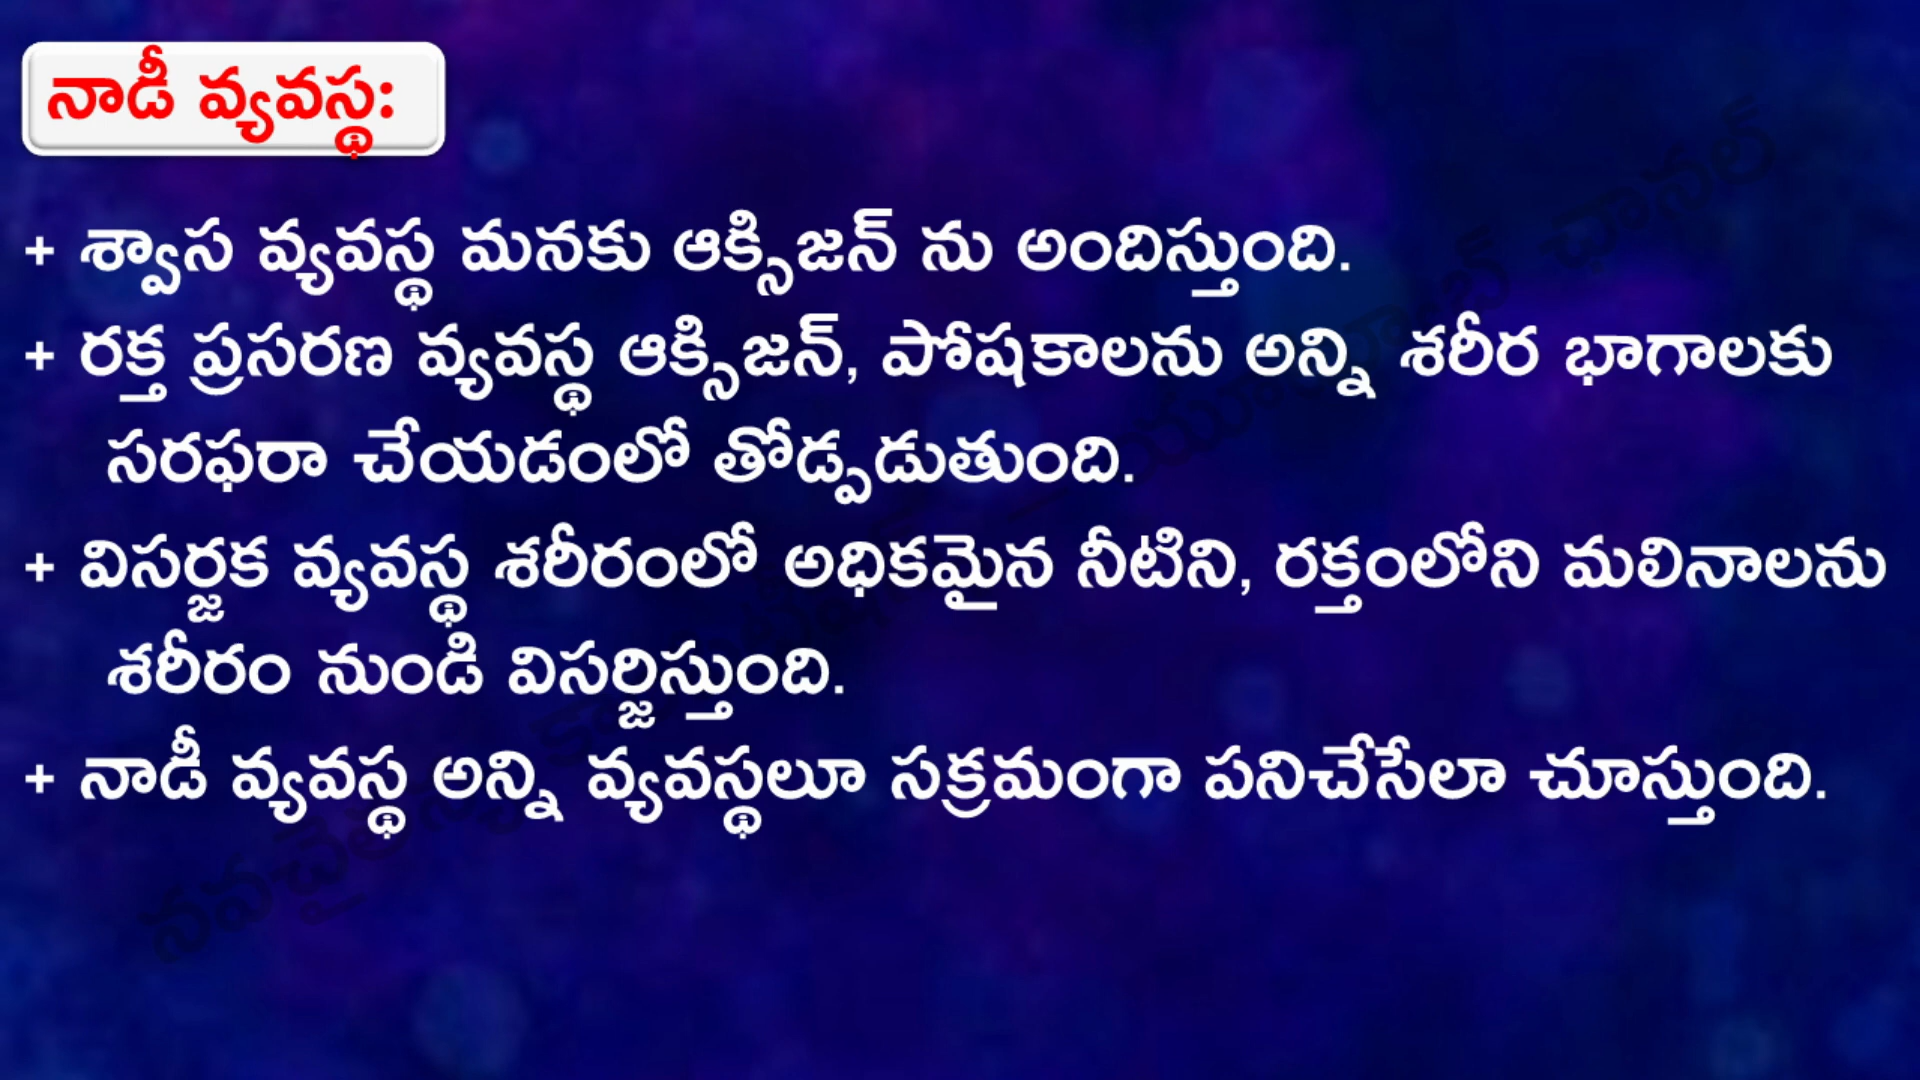 నాడీ వ్యవస్థ:
+ శ్వాస వ్యవస్థ మనకు ఆక్సిజన్ ను అందిస్తుంది.
+ రక్త ప్రసరణ వ్యవస్థ ఆక్సిజన్, పోషకాలను అన్ని శరీర భాగాలకు
సరఫరా చేయడంలో తోడ్పడుతుంది.
+ విసర్జక వ్యవస్థ శరీరంలో అధికమైన నీటిని, రక్తంలోని మలినాలను
శరీరం నుండి విసర్జిస్తుంది.
+ నాడీ వ్యవస్థ అన్ని వ్యవస్థలూ సక్రమంగా పనిచేసేలా చూస్తుంది.